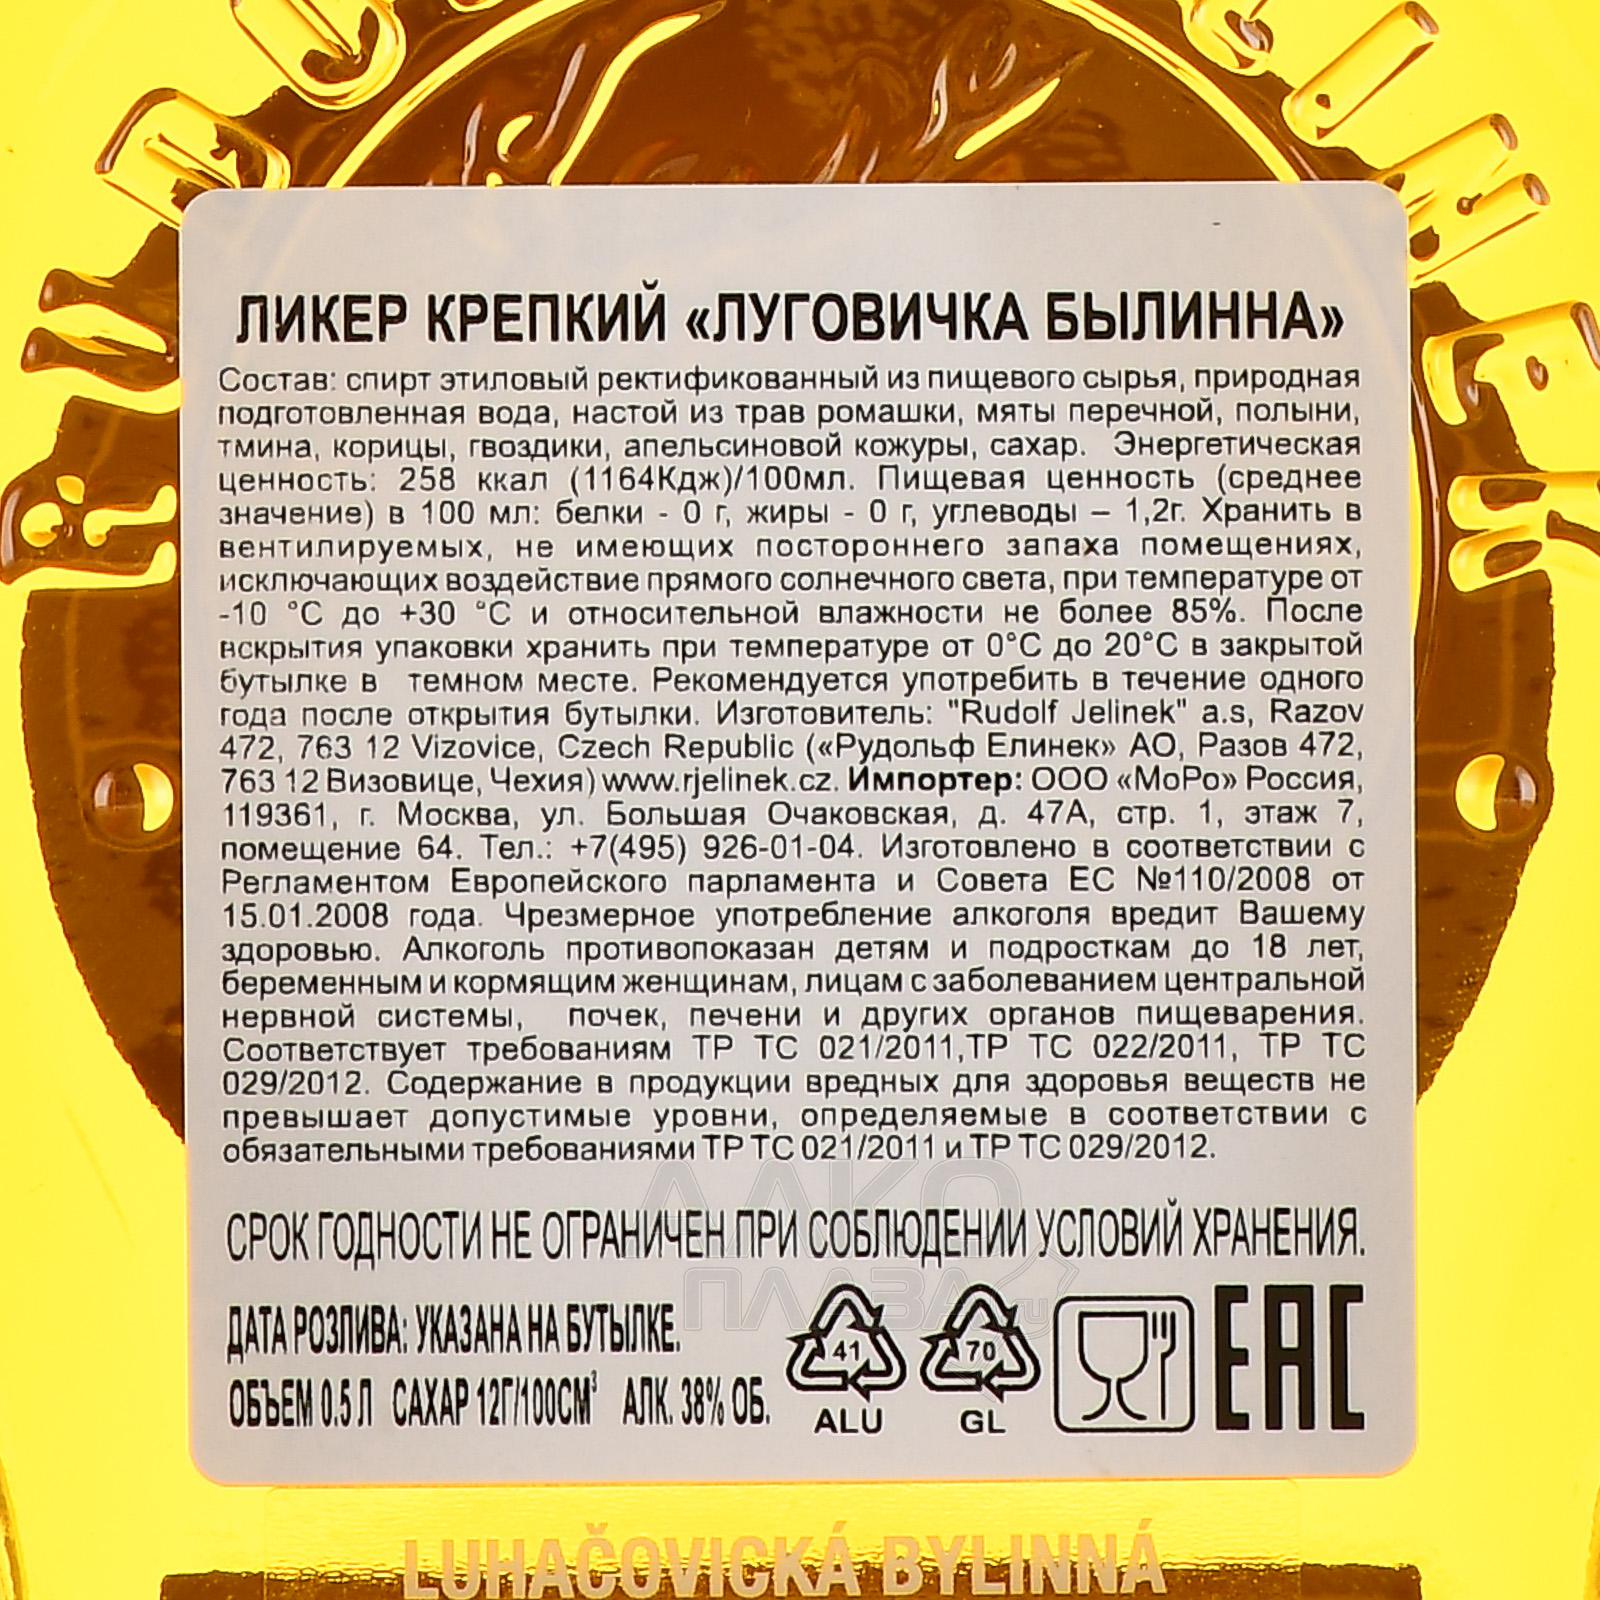 ЛИКЕР КРЕПКИЙ «ЛУГОВИЧКА БЫЛИННА»
Состав: спирт этиловый ректификованный из пищевого сырья, природная
подготовленная вода, настой из трав ромашки, мяты перечной, полыни,
тмина, корицы, гвоздики, апельсиновой кожуры, сахар. Энергетическая
ценность: 258 ккал (1164Кдж)/100мл. Пищевая ценность (среднее
значение) в 100 мл: белки - 0 г, жиры - 0 г, углеводы – 1,2г. Хранить в
вентилируемых, не имеющих постороннего запаха помещениях,
исключающих воздействие прямого солнечного света, при температуре от
-10 °С до +30 °С и относительной влажности не более 85%. После
вскрытия упаковки хранить при температуре от 0°С до 20°С в закрытой
бутылке в темном месте. Рекомендуется употребить в течение одного
года после открытия бутылки. Изготовитель: "Rudolf Jelinek" a.s, Razov
472, 763 12 Vizovice, Czech Republic («Рудольф Елинек» АО, Разов 472,
763 12 Визовице, Чехия) www.rjelinek.cz. Импортер: ООО «МоРо» Россия,
119361, г. Москва, ул. Большая Очаковская, д. 47А, стр. 1, этаж 7,
помещение 64. Тел.: +7(495) 926-01-04. Изготовлено в соответствии с
Регламентом Европейского парламента и Совета ЕС №110/2008 от
15.01.2008 года. Чрезмерное употребление алкоголя вредит Вашему
здоровью. Алкоголь противопоказан детям и подросткам до 18 лет,
беременным и кормящим женщинам, лицам с заболеванием центральной
нервной системы, почек, печени и других органов пищеварения.
Соответствует требованиям ТР ТС 021/2011,ТР ТС 022/2011, ТР ТС
029/2012. Содержание в продукции вредных для здоровья веществ не
превышает допустимые уровни, определяемые в соответствии с
обязательными требованиями ТР ТС 021/2011 и ТР ТС 029/2012.
СРОК ГОДНОСТИ НЕ ОГРАНИЧЕН ПРИ СОБЛЮДЕНИИ УСЛОВИЙ ХРАНЕНИЯ.
АЛКО
ПЛАЗА.ru
ДАТА РОЗЛИВА: УКАЗАНА НА БУТЫЛКЕ.
ОБЪЕМ 0.5 Л САХАР 12Г/100СМ³ АЛК. 38% ОБ.
41
ALU
70
GL
EAC
LUHAČOVICKÁ BYLINNÁ